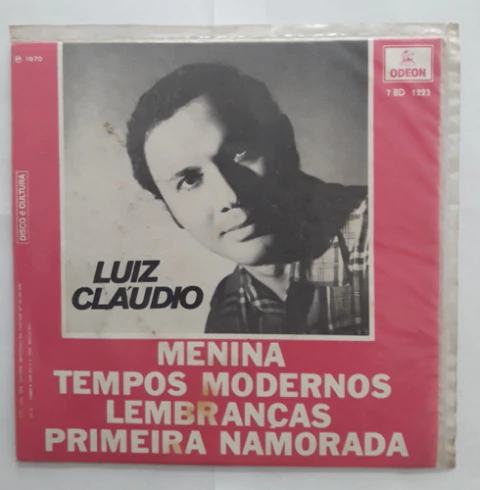 ℗ 1970
ODEON
7 BD 1223
DISCO é CULTURA
LUIZ
CLÁUDIO
MENINA
TEMPOS MODERNOS
LEMBRANÇAS
PRIMEIRA NAMORADA